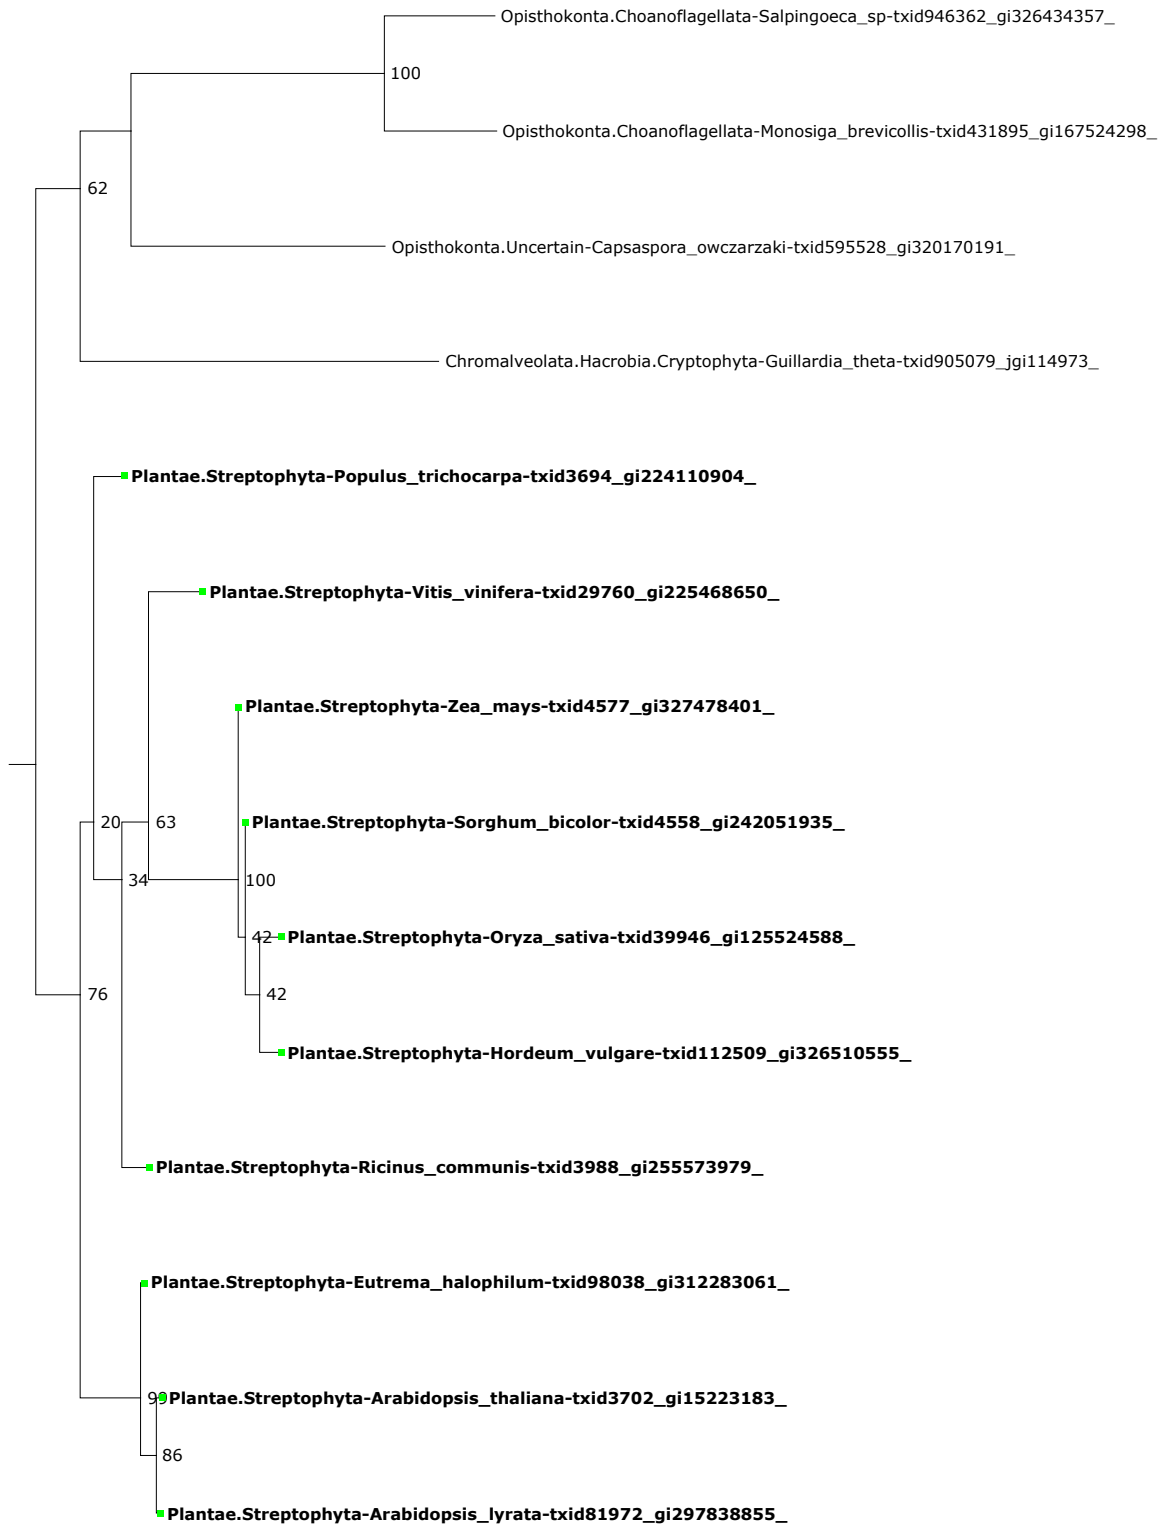 Opisthokonta.Choanoflagellata-Salpingoeca_sp-txid946362_gi326434357_
100
Opisthokonta.Choanoflagellata-Monosiga_brevicollis-txid431895_gi167524298_
62
Opisthokonta.Uncertain-Capsaspora_owczarzaki-txid595528_gi320170191_
Chromalveolata.Hacrobia.Cryptophyta-Guillardia_theta-txid905079_jgi114973_
Plantae.Streptophyta-Populus_trichocarpa-txid3694_gi224110904_
Plantae.Streptophyta-Vitis_vinifera-txid29760_gi225468650_
Plantae.Streptophyta-Zea_mays-txid4577_gi327478401_
20
63
Plantae.Streptophyta-Sorghum_bicolor-txid4558_gi242051935_
34
100
42
Plantae.Streptophyta-Oryza_sativa-txid39946_gi125524588_
76
42
Plantae.Streptophyta-Hordeum_vulgare-txid112509_gi326510555_
Plantae.Streptophyta-Ricinus_communis-txid3988_gi255573979_
Plantae.Streptophyta-Eutrema_halophilum-txid98038_gi312283061_
Plantae.Streptophyta-Arabidopsis_thaliana-txid3702_gi15223183_
86
Plantae.Streptophyta-Arabidopsis_lyrata-txid81972_gi297838855_